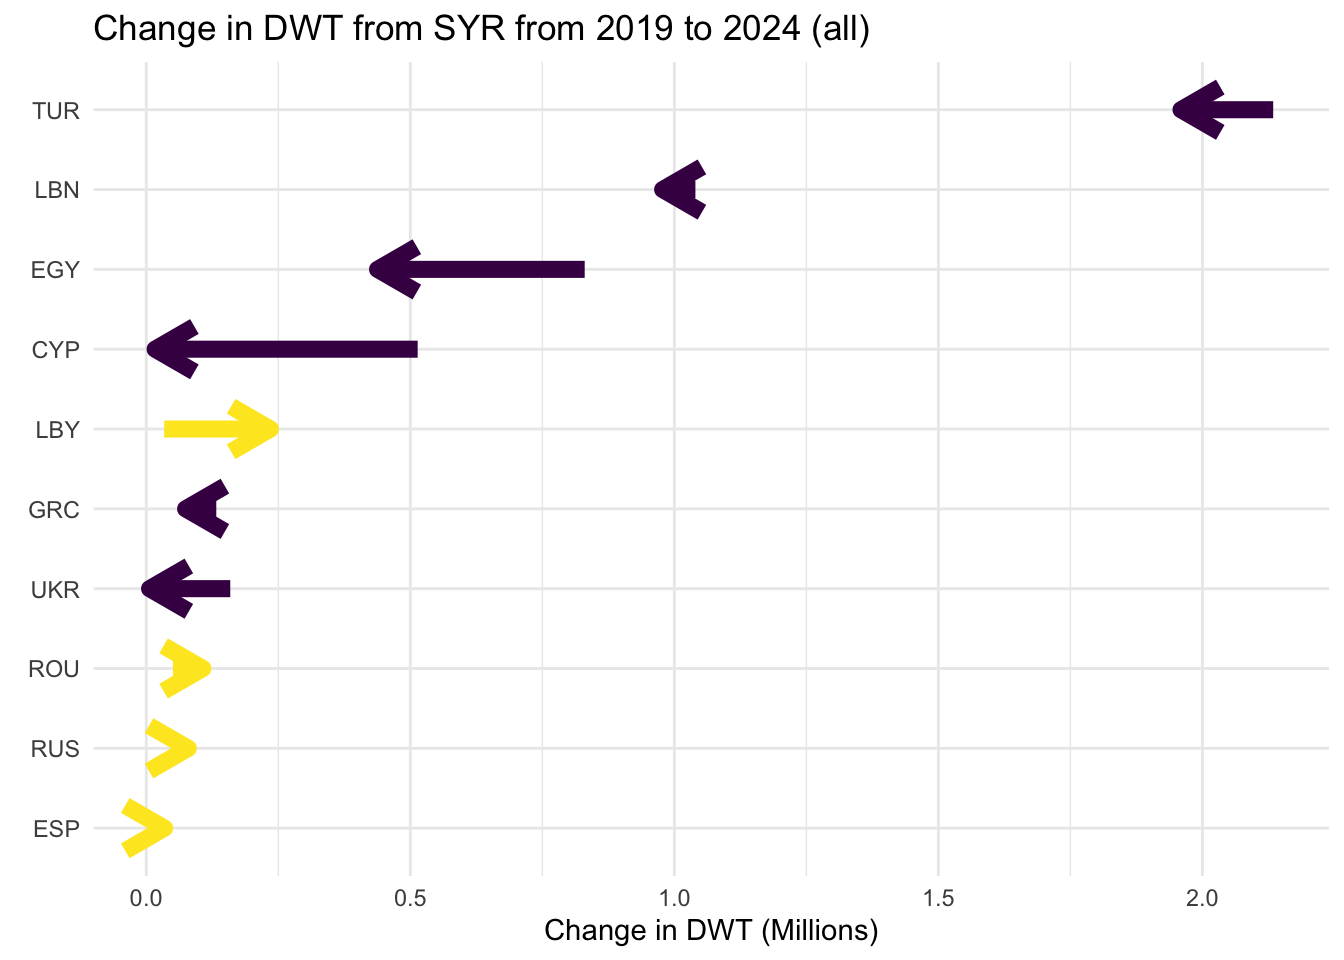 Change in DWT from SYR from 2019 to 2024 (all)
TUR
LBN
EGY
CYP
LBY
GRC
UKR
ROU
RUS
ESP
0.0 0.5 1.0 1.5 2.0
Change in DWT (Millions)